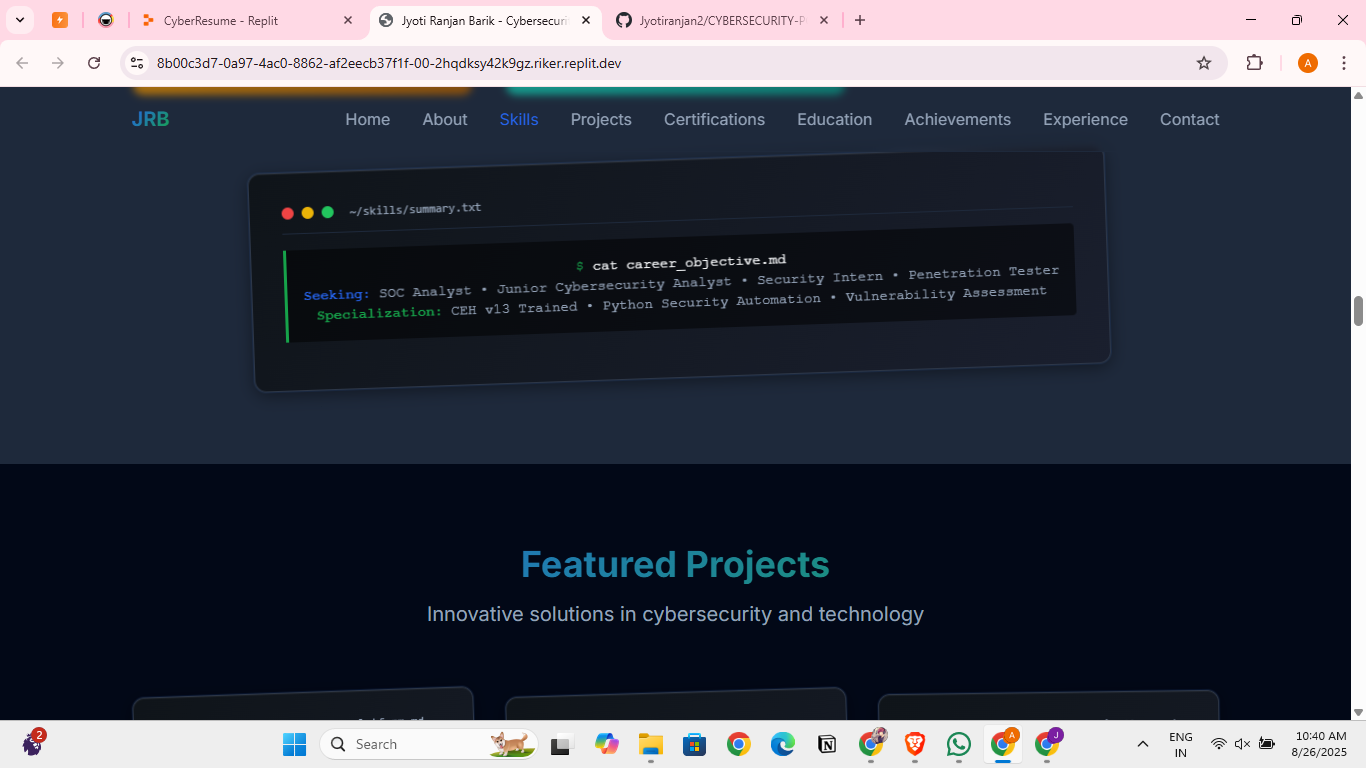 CyberResume - Replit
Jyoti Ranjan Barik - Cybersecuri
Jyotiranjan2/CYBERSECURITY-P
8b00c3d7-0a97-4ac0-8862-af2eecb37f1f-00-2hqdksy42k9gz.riker.replit.dev
A
JRB
Home
About
Skills
Projects
Certifications
Education
Achievements
Experience
Contact
~/skills/summary.txt
$ cat career_objective.md
Seeking: SOC Analyst • Junior Cybersecurity Analyst • Security Intern • Penetration Tester
Specialization: CEH v13 Trained • Python Security Automation • Vulnerability Assessment
Featured Projects
Innovative solutions in cybersecurity and technology
2
Search
A
J
ENG
IN
10:40 AM
8/26/2025